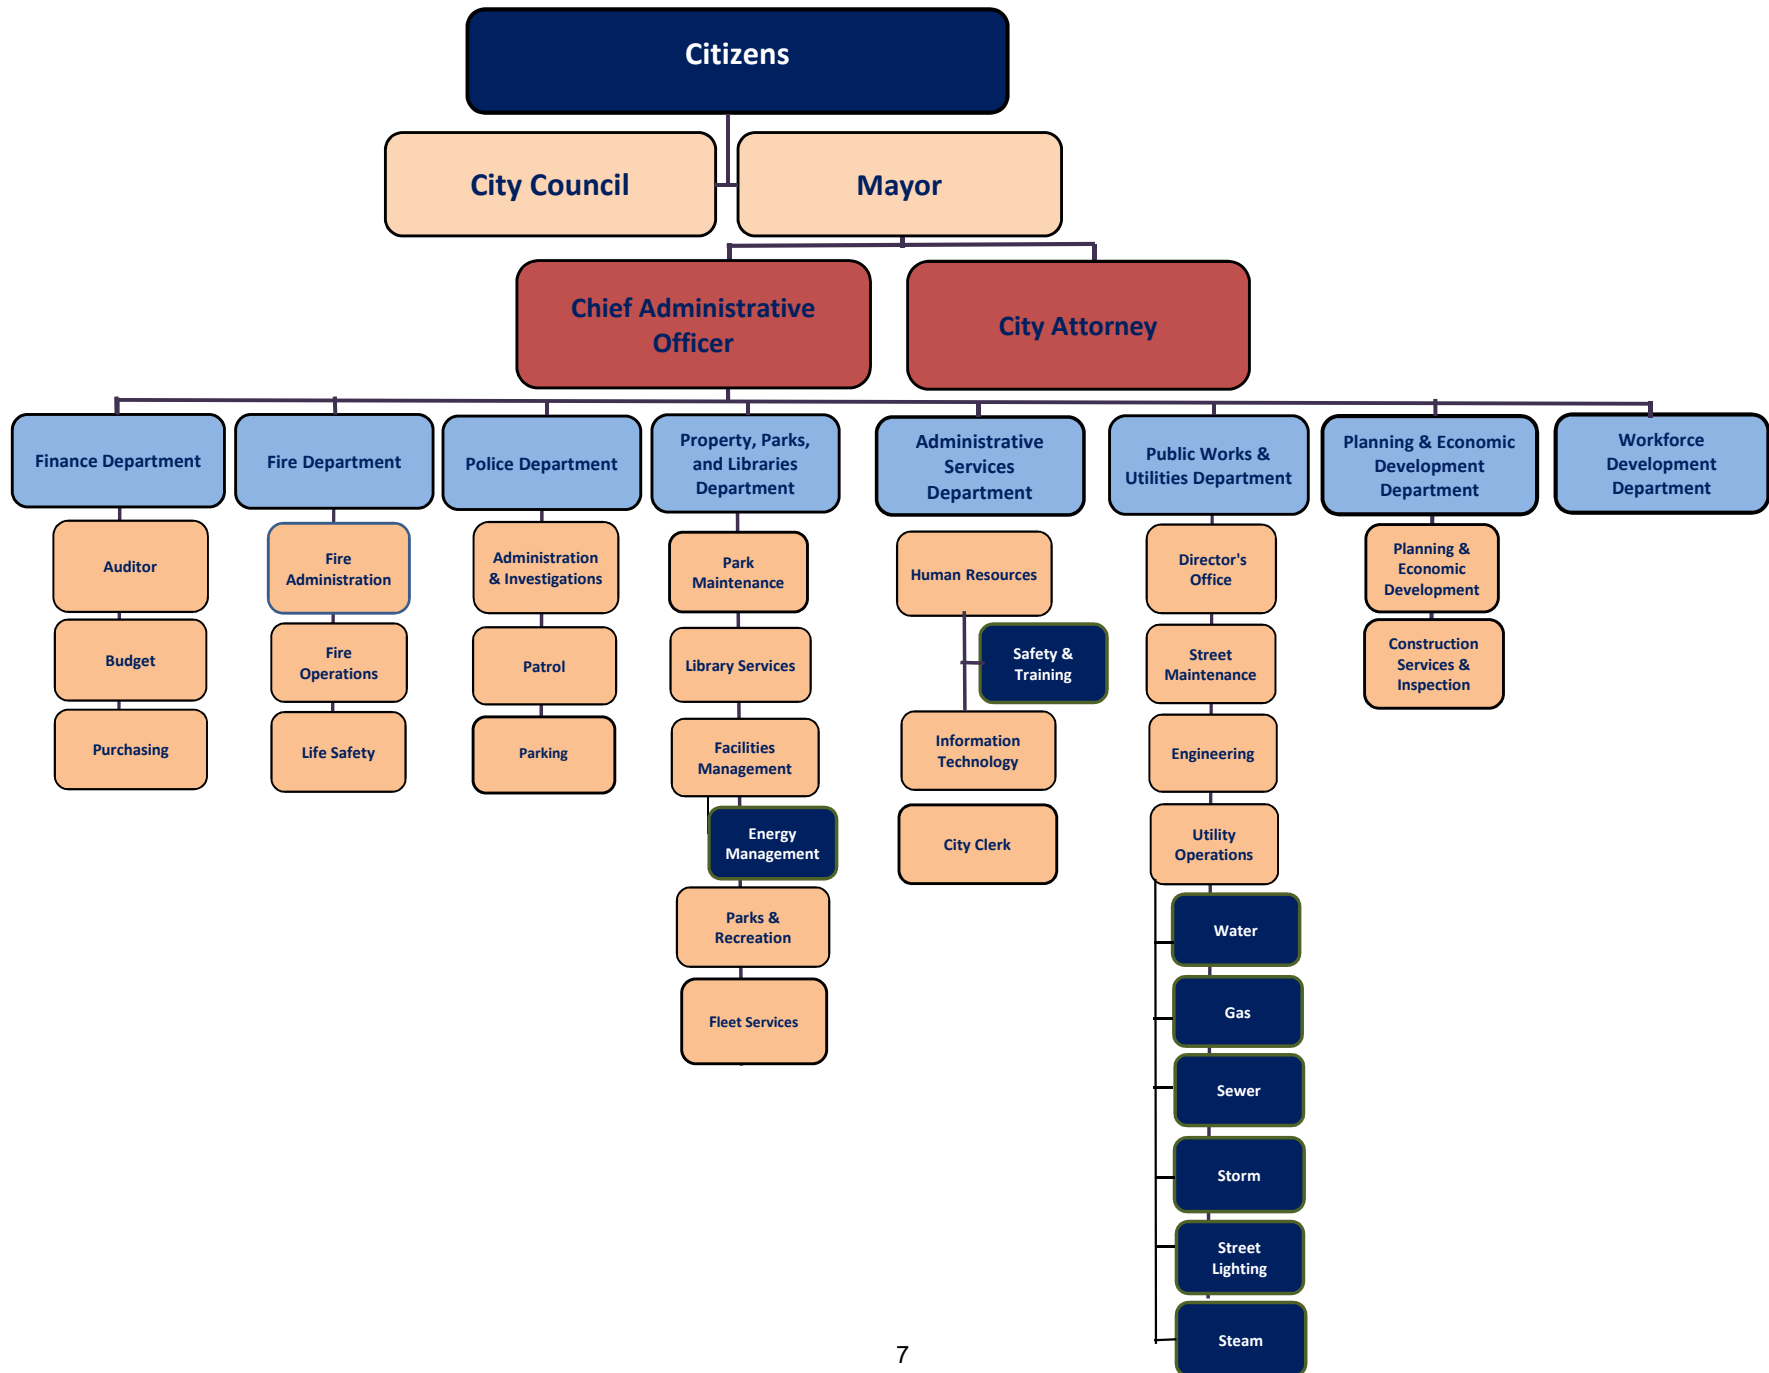 Citizens
City Council
Mayor
Chief Administrative
Officer
City Attorney
Finance Department
Fire Department
Police Department
Property, Parks,
and Libraries
Department
Administrative
Services
Department
Public Works &
Utilities Department
Planning & Economic
Development
Department
Workforce
Development
Department
Auditor
Budget
Purchasing
Fire
Administration
Fire
Operations
Life Safety
Administration
& Investigations
Patrol
Parking
Park
Maintenance
Library Services
Facilities
Management
Energy
Management
Parks &
Recreation
Fleet Services
Human Resources
Safety &
Training
Information
Technology
City Clerk
Director's
Office
Street
Maintenance
Engineering
Utility
Operations
Water
Gas
Sewer
Storm
Street
Lighting
Steam
Planning &
Economic
Development
Construction
Services &
Inspection
7